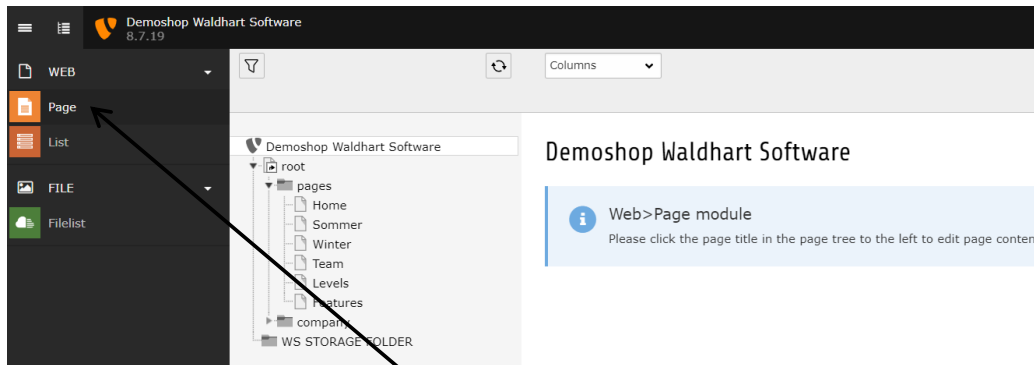 Demoshop Waldhart Software
8.7.19
WEB
Page
List
FILE
Filelist
Columns
Demoshop Waldhart Software
root
pages
Home
Sommer
Winter
Team
Levels
Features
company
WS STORAGE FOLDER
Demoshop Waldhart Software
Web>Page module
Please click the page title in the page tree to the left to edit page conten